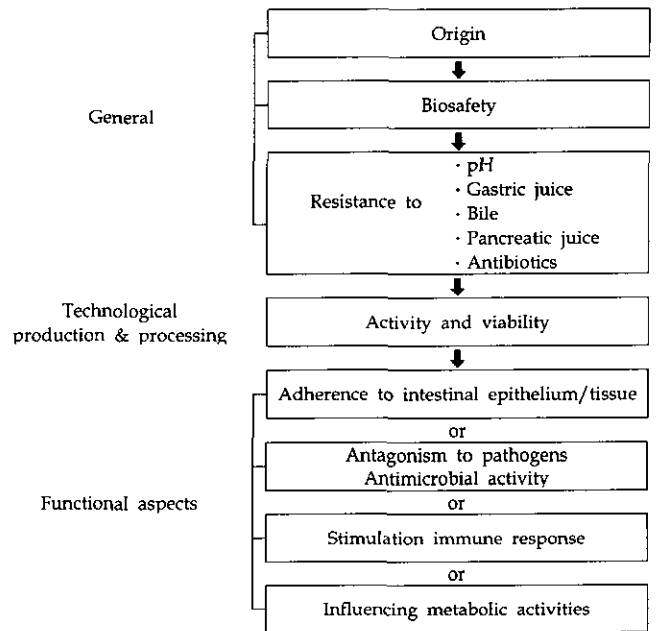 Origin
Biosafety
General
Resistance to
· pH
· Gastric juice
· Bile
· Pancreatic juice
· Antibiotics
Technological
production & processing
Activity and viability
Adherence to intestinal epithelium/tissue
or
Antagonism to pathogens
Antimicrobial activity
Functional aspects
or
Stimulation immune response
or
Influencing metabolic activities